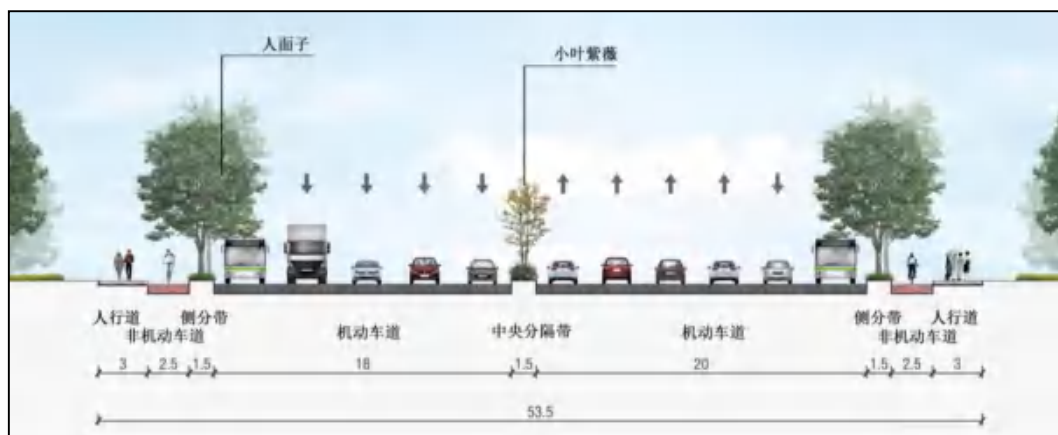 人面子
小叶紫薇
人行道
非机动车道
侧分带
机动车道
中央分隔带
机动车道
侧分带
非机动车道
人行道
3
2.5
1.5
18
1.5
20
1.5
2.5
3
53.5